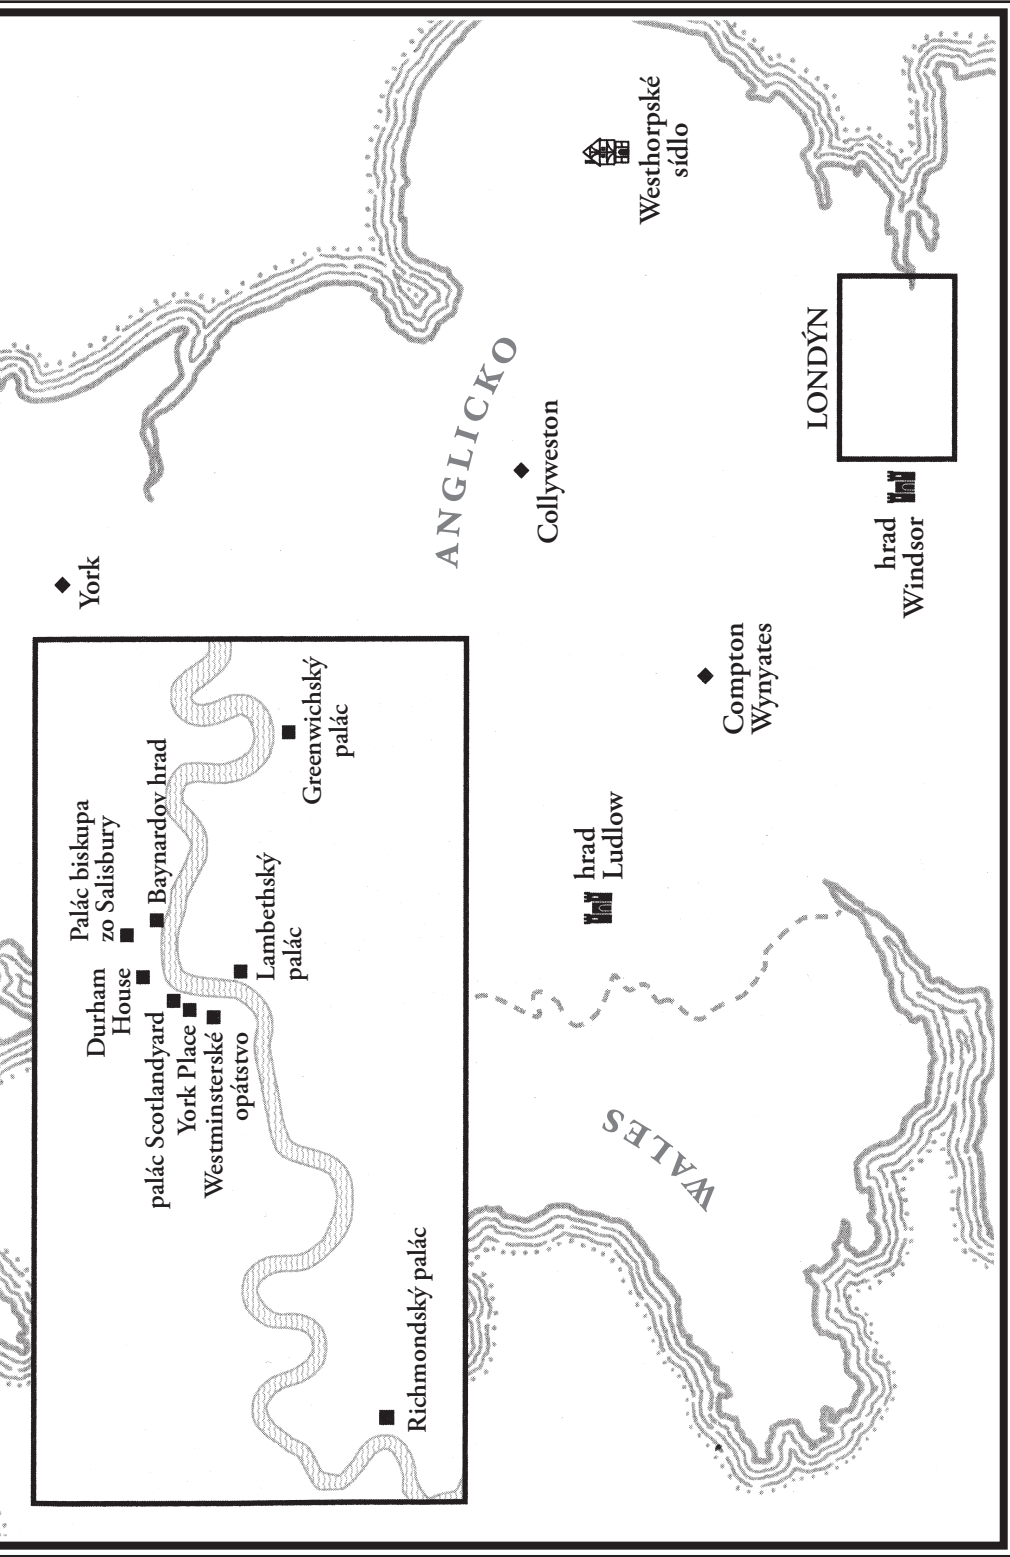 York
ANGLICKO
Collyweston
Westhorpské
sídlo
LONDÝN
hrad
Windsor
Compton
Wynyates
hrad
Ludlow
WALES
Palác biskupa
zo Salisbury
Baynardov hrad
Durham
House
palác Scotlandyard
York Place
Westminsterské
opátstvo
Lambethský
palác
Greenwichský
palác
Richmondský palác